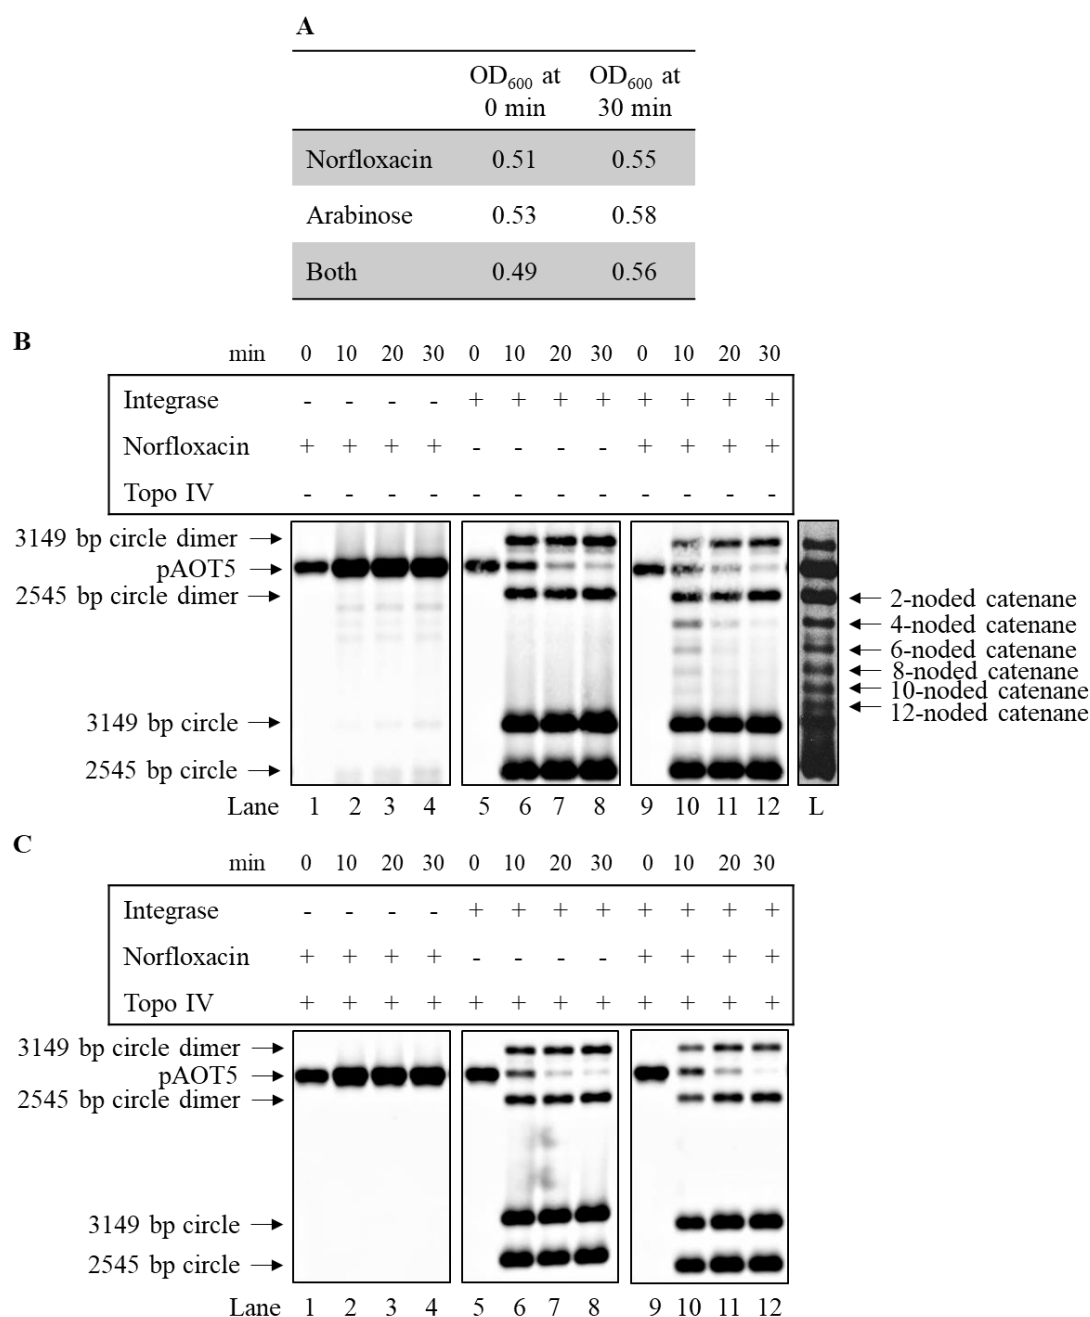 A
OD600 at 0 min OD600 at 30 min
Norfloxacin 0.51 0.55
Arabinose 0.53 0.58
Both 0.49 0.56
B
min 0 10 20 30 0 10 20 30 0 10 20 30
Integrase - - - - + + + + + + + +
Norfloxacin + + + + - - - - + + + +
Topo IV - - - - - - - - - - - -
3149 bp circle dimer
pAOT5
2545 bp circle dimer
3149 bp circle
2545 bp circle
2-noded catenane
4-noded catenane
6-noded catenane
8-noded catenane
10-noded catenane
12-noded catenane
Lane 1 2 3 4 5 6 7 8 9 10 11 12 L
C
min 0 10 20 30 0 10 20 30 0 10 20 30
Integrase - - - - + + + + + + + +
Norfloxacin + + + + - - - - + + + +
Topo IV + + + + + + + + + + + +
3149 bp circle dimer
pAOT5
2545 bp circle dimer
3149 bp circle
2545 bp circle
Lane 1 2 3 4 5 6 7 8 9 10 11 12